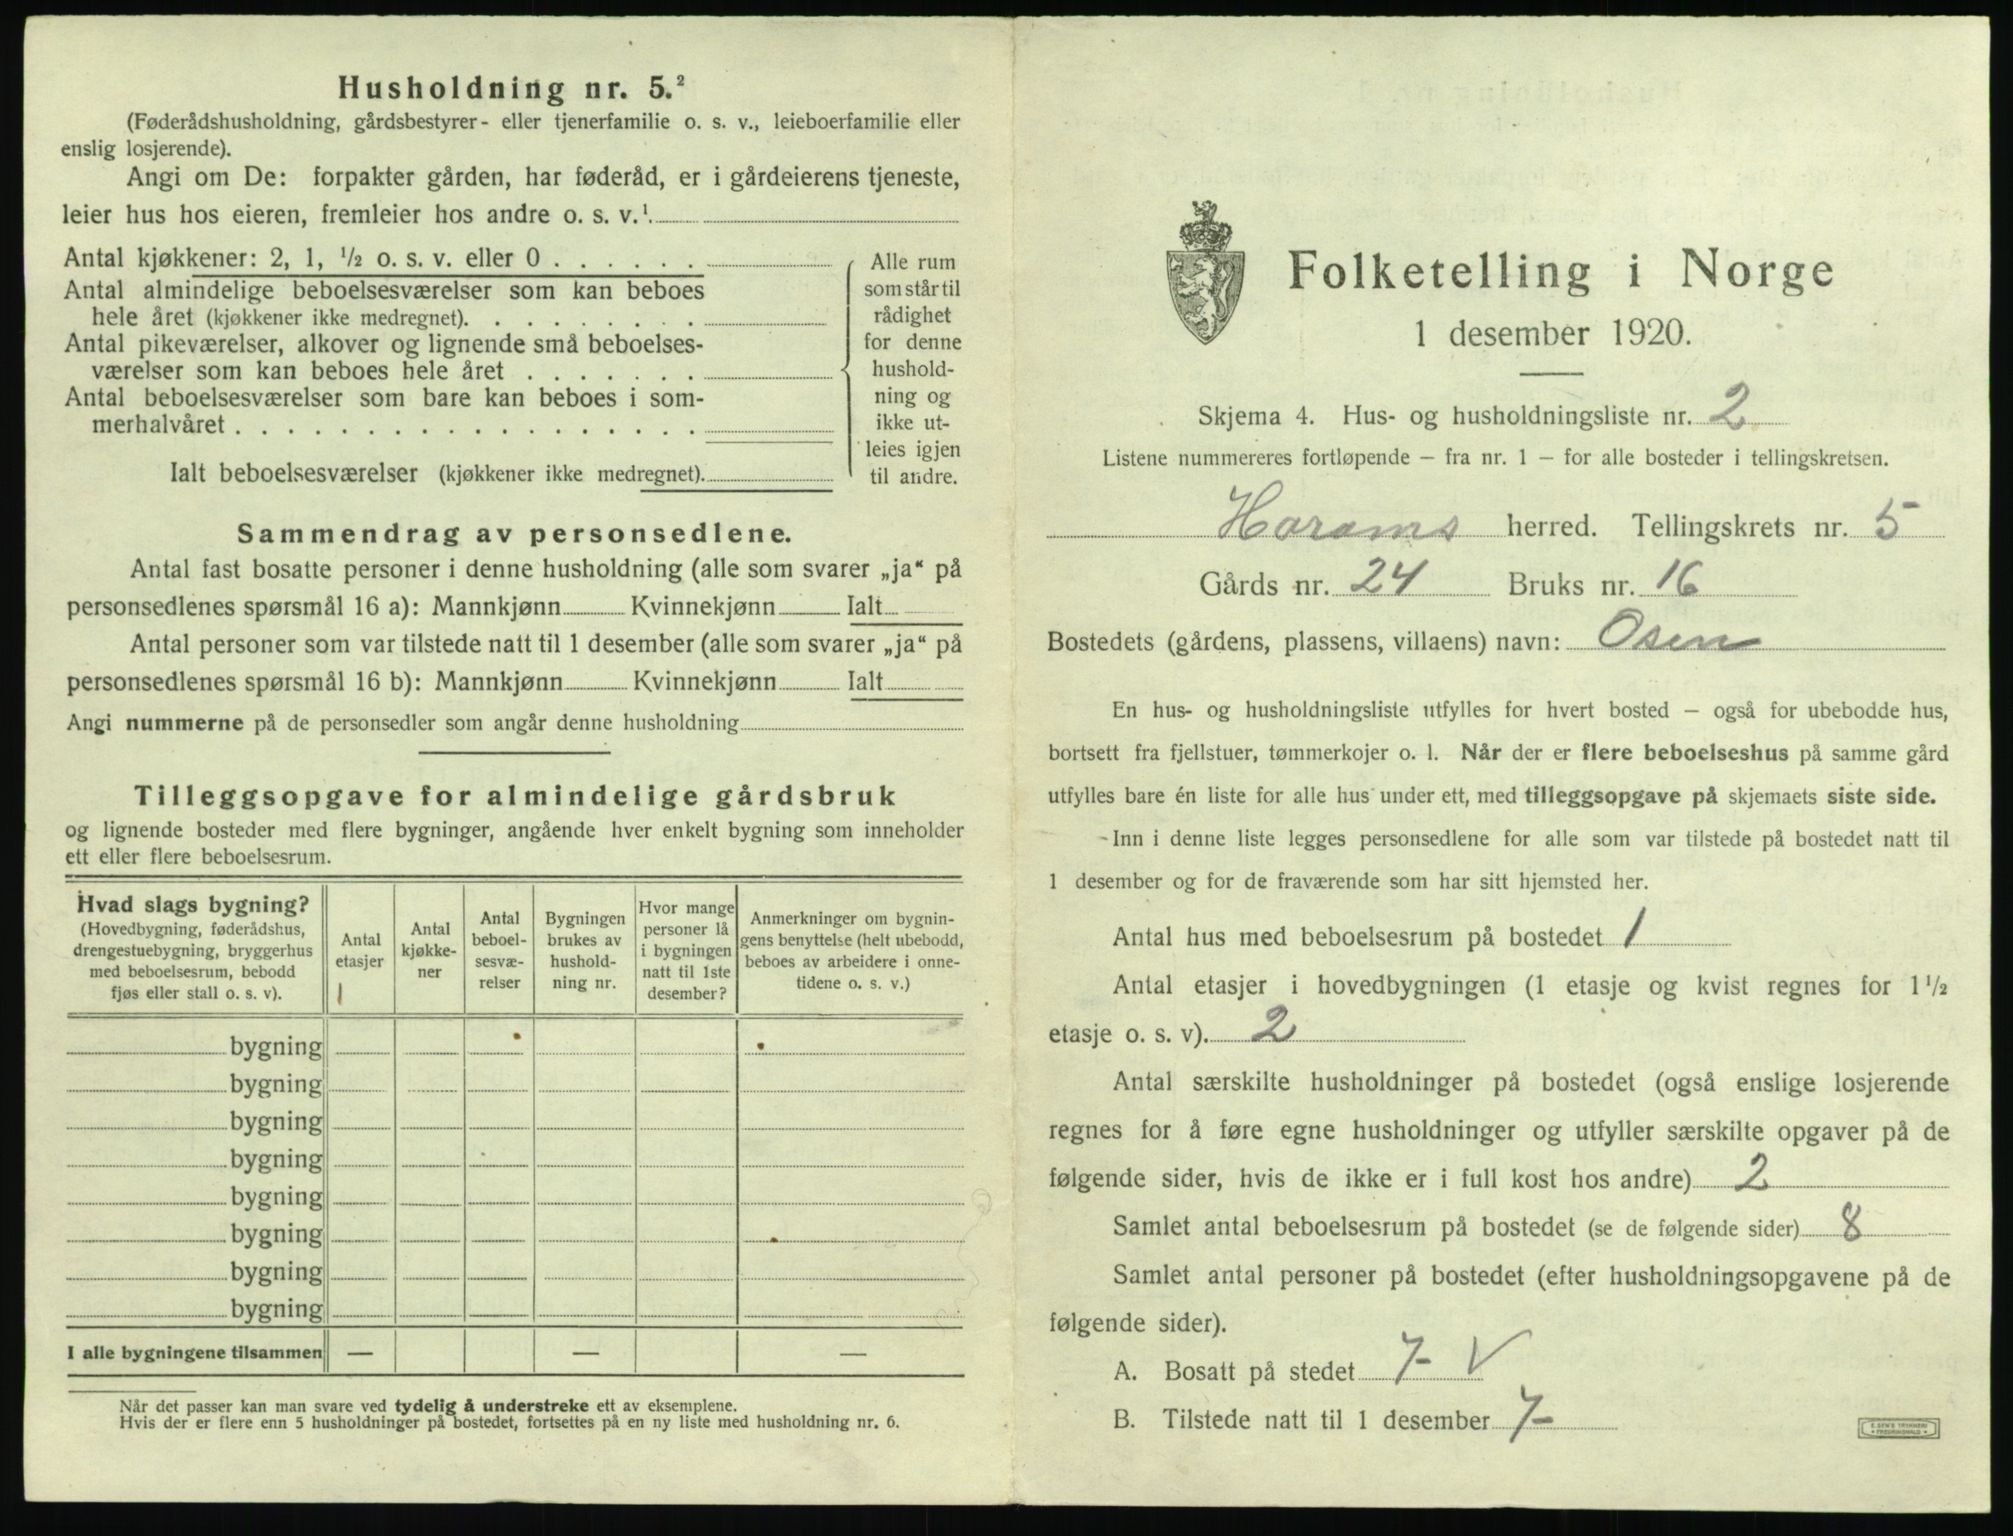 Husholdning nr. 5.²
(Føderådshusholdning, gårdsbestyrer- eller tjenerfamilie o. s. v., leieboerfamilie eller
enslig losjerende).
Angi om De: forpakter gården, har føderåd, er i gårdeierens tjeneste,
leier hus hos eieren, fremleier hos andre o. s. v.¹
Antal kjøkkener: 2, 1, ½ o. s. v. eller 0 . . . . . .
Antal almindelige beboelsesværelser som kan beboes
hele året (kjøkkener ikke medregnet). . . . . . . . .
Antal pikeværelser, alkover og lignende små beboelses-
værelser som kan beboes hele året . . . . . . .
Antal beboelsesværelser som bare kan beboes i som-
merhalvåret . . . . . . . . . . . . . . . . . .
Ialt beboelsesværelser (kjøkkener ikke medregnet).
Alle rum
som står til
rådighet
for denne
hushold-
ning og
ikke ut-
leies igjen
til andre.
Sammendrag av personsedlene.
Antal fast bosatte personer i denne husholdning (alle som svarer „ja“ på
personsedlenes spørsmål 16 a): Mannkjønn Kvinnekjønn Ialt
Antal personer som var tilstede natt til 1 desember (alle som svarer „ja“ på
personsedlenes spørsmål 16 b): Mannkjønn Kvinnekjønn Ialt
Angi nummerne på de personsedler som angår denne husholdning
Tilleggsopgave for almindelige gårdsbruk
og lignende bosteder med flere bygninger, angående hver enkelt bygning som inneholder
ett eller flere beboelsesrum.
Hvad slags bygning?
(Hovedbygning, føderådshus,
drengestuebygning, bryggerhus
med beboelsesrum, bebodd
fjøs eller stall o. s. v).
Antal
etasjer
Antal
kjøkke-
ner
Antal
beboel-
sesvæ-
relser
Bygningen
brukes av
hushold-
ning nr.
Hvor mange
personer lå
i bygningen
natt til 1ste
desember?
Anmerkninger om bygnin-
gens benyttelse (helt ubebodd,
beboes av arbeidere i onne-
tidene o. s. v.)
bygning
bygning
bygning
bygning
bygning
bygning
bygning
bygning
I alle bygningene tilsammen — — —
Når det passer kan man svare ved tydelig å understreke ett av eksemplene.
Hvis der er flere enn 5 husholdninger på bostedet, fortsettes på en ny liste med husholdning nr. 6.
Folketelling i Norge
1 desember 1920.
Skjema 4. Hus- og husholdningsliste nr. 2
Listene nummereres fortløpende – fra nr. 1 – for alle bosteder i tellingskretsen.
Harams herred. Tellingskrets nr. 5
Gårds nr. 24 Bruks nr. 16
Bostedets (gårdens, plassens, villaens) navn: Osen
En hus- og husholdningsliste utfylles for hvert bosted – også for ubebodde hus,
bortsett fra fjellstuer, tømmerkojer o. l. Når der er flere beboelseshus på samme gård
utfylles bare én liste for alle hus under ett, med tilleggsopgave på skjemaets siste side.
Inn i denne liste legges personsedlene for alle som var tilstede på bostedet natt til
1 desember og for de fraværende som har sitt hjemsted her.
Antal hus med beboelsesrum på bostedet 1
Antal etasjer i hovedbygningen (1 etasje og kvist regnes for 1½
etasje o. s. v). 2
Antal særskilte husholdninger på bostedet (også enslige losjerende
regnes for å føre egne husholdninger og utfyller særskilte opgaver på de
følgende sider, hvis de ikke er i full kost hos andre) 2
Samlet antal beboelsesrum på bostedet (se de følgende sider) 8
Samlet antal personer på bostedet (efter husholdningsopgavene på de
følgende sider).
A. Bosatt på stedet 7- V
B. Tilstede natt til 1 desember 7-
E. SEM'S TRYKKERI
FREDRIKSHALD